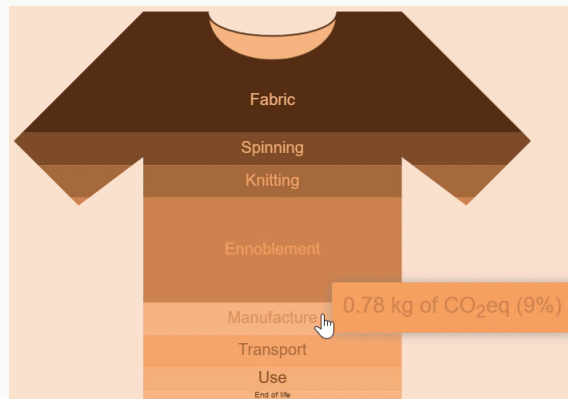 Fabric
Spinning
Knitting
Ennoblement
Manufacture
0.78 kg of CO₂eq (9%)
Transport
Use
End of life